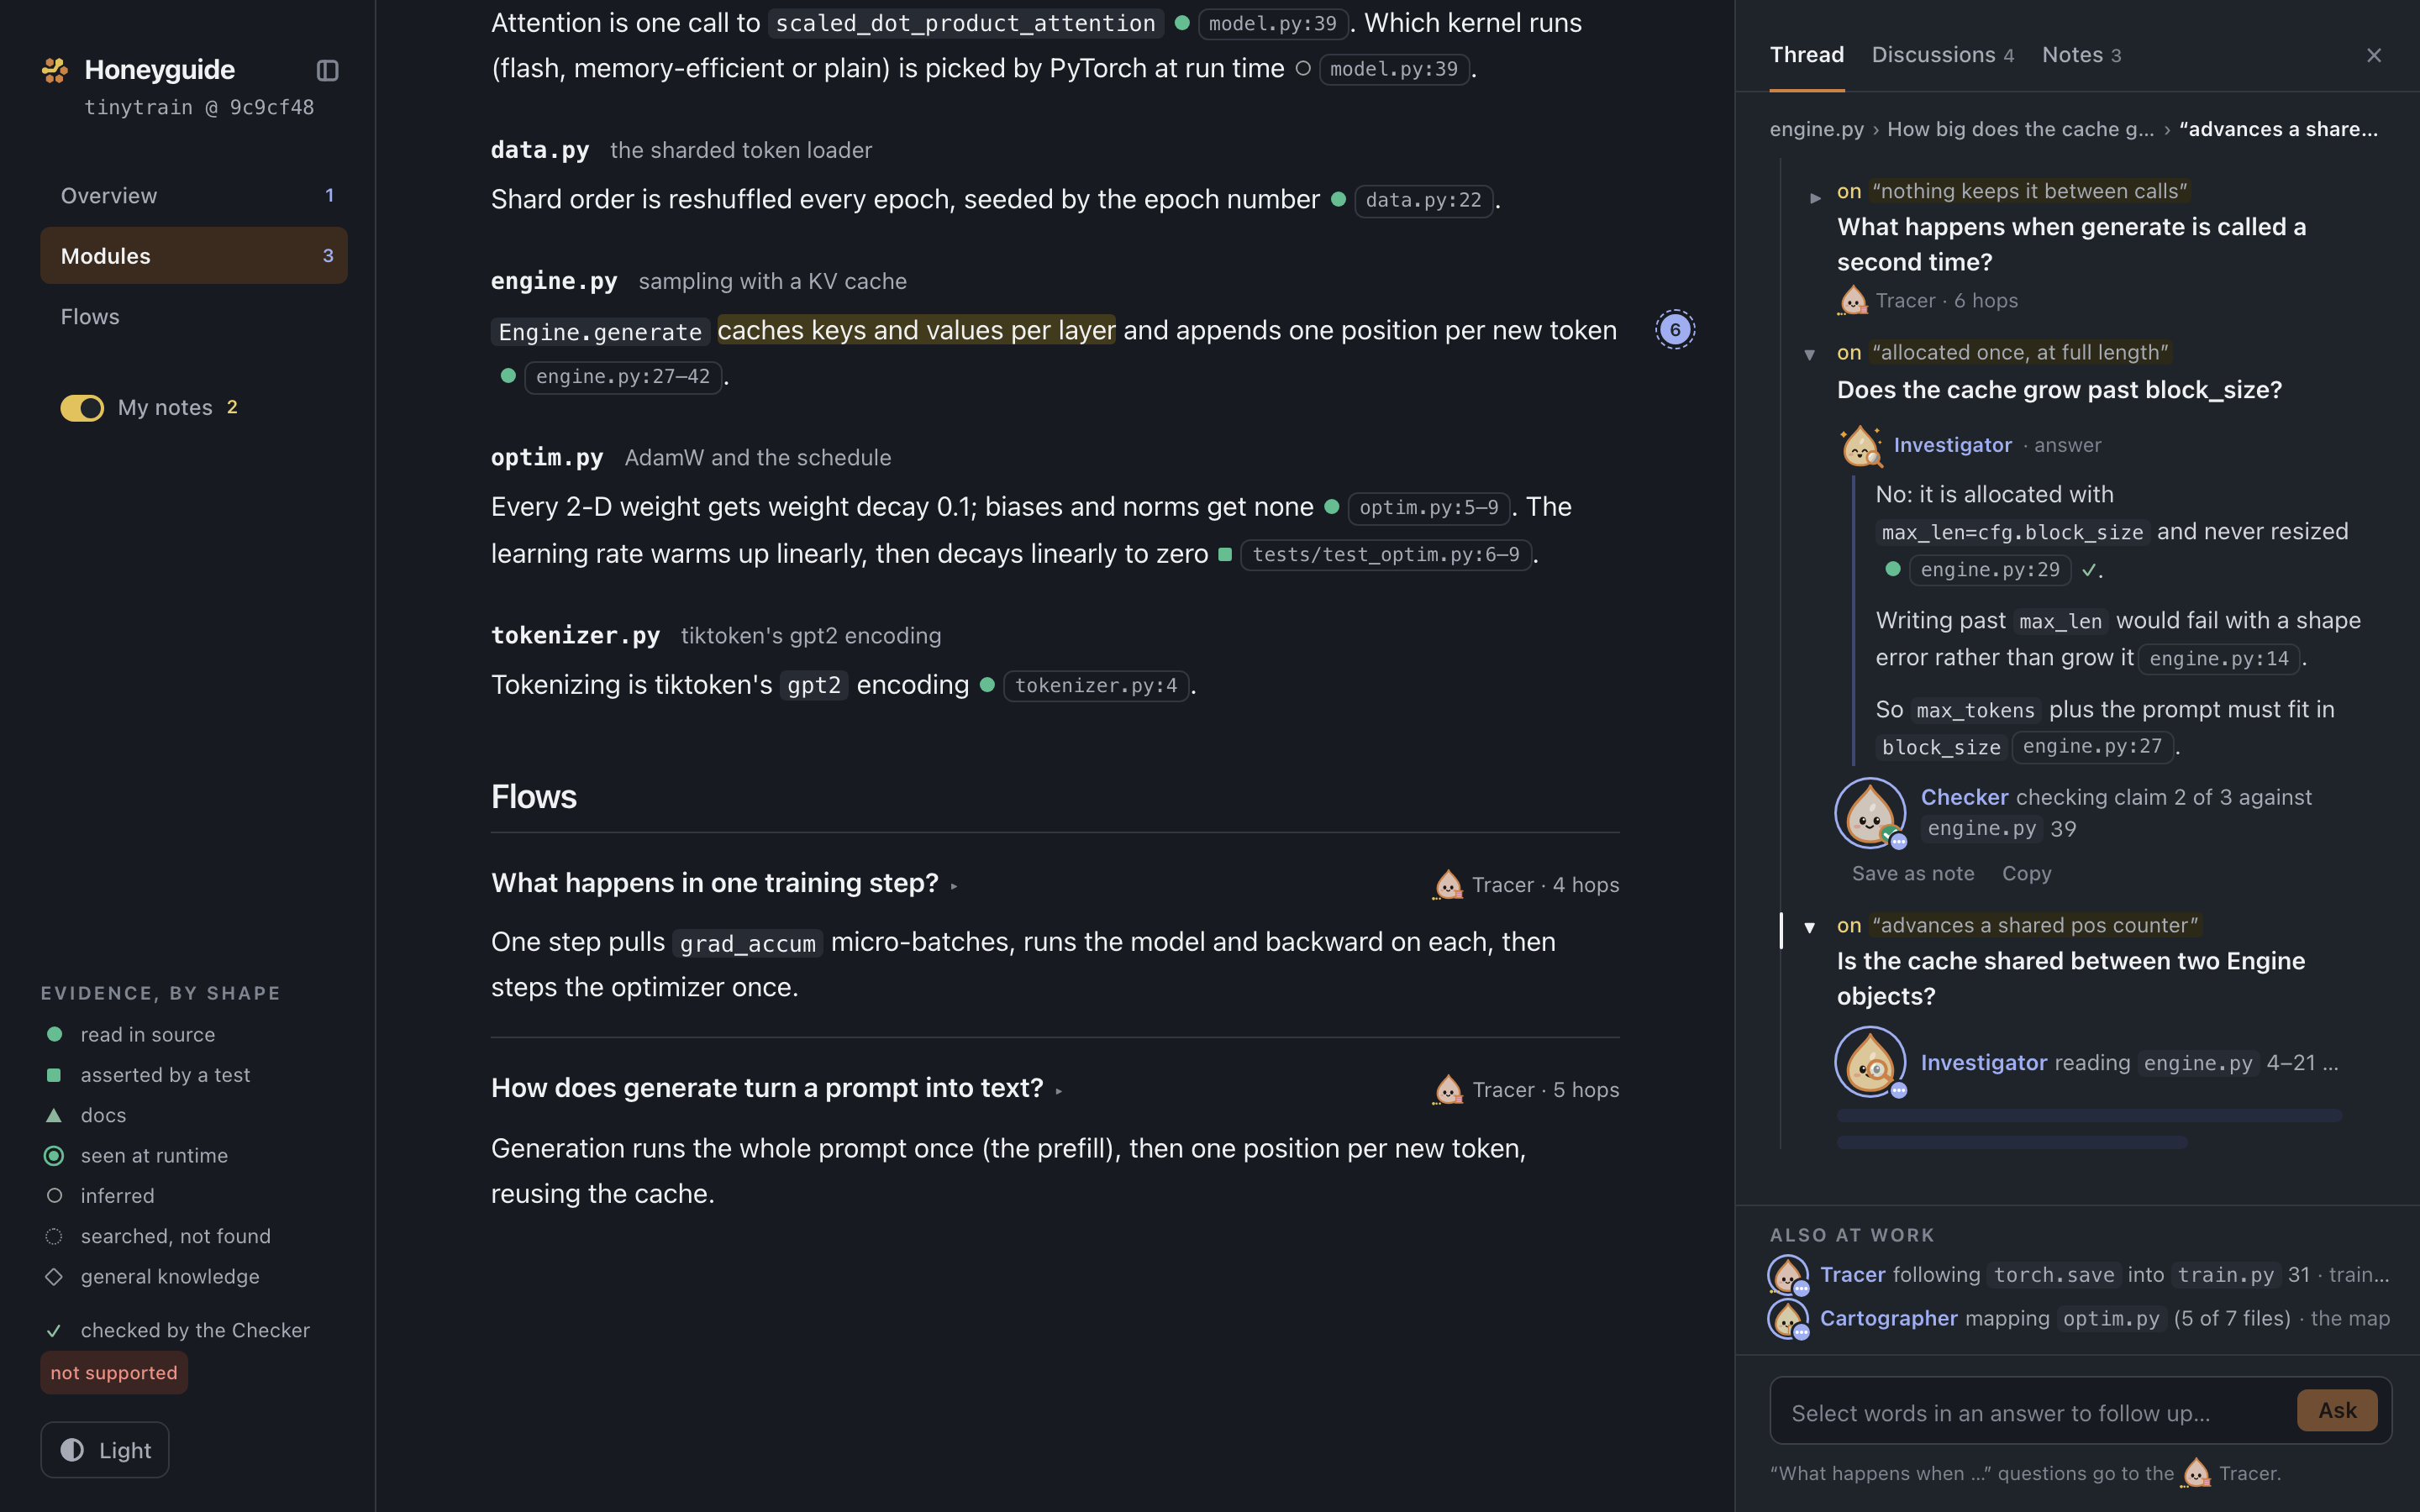 Honeyguide
tinytrain @ 9c9cf48
Overview 1
Modules 3
Flows
My notes 2
EVIDENCE, BY SHAPE
read in source
asserted by a test
docs
seen at runtime
inferred
searched, not found
general knowledge
✓ checked by the Checker
not supported
Light
Attention is one call to scaled_dot_product_attention model.py:39. Which kernel runs
(flash, memory-efficient or plain) is picked by PyTorch at run time model.py:39.
data.py the sharded token loader
Shard order is reshuffled every epoch, seeded by the epoch number data.py:22.
engine.py sampling with a KV cache
Engine.generate caches keys and values per layer and appends one position per new token 6
engine.py:27–42.
optim.py AdamW and the schedule
Every 2-D weight gets weight decay 0.1; biases and norms get none optim.py:5–9. The
learning rate warms up linearly, then decays linearly to zero tests/test_optim.py:6–9.
tokenizer.py tiktoken's gpt2 encoding
Tokenizing is tiktoken's gpt2 encoding tokenizer.py:4.
Flows
What happens in one training step? ▸ Tracer · 4 hops
One step pulls grad_accum micro-batches, runs the model and backward on each, then
steps the optimizer once.
How does generate turn a prompt into text? ▸ Tracer · 5 hops
Generation runs the whole prompt once (the prefill), then one position per new token,
reusing the cache.
Thread Discussions 4 Notes 3 ×
engine.py › How big does the cache g... › “advances a share...
▶ on “nothing keeps it between calls”
What happens when generate is called a
second time?
Tracer · 6 hops
▼ on “allocated once, at full length”
Does the cache grow past block_size?
Investigator · answer
No: it is allocated with
max_len=cfg.block_size and never resized
engine.py:29 ✓.
Writing past max_len would fail with a shape
error rather than grow it engine.py:14.
So max_tokens plus the prompt must fit in
block_size engine.py:27.
Checker checking claim 2 of 3 against
engine.py 39
Save as note Copy
▼ on “advances a shared pos counter”
Is the cache shared between two Engine
objects?
Investigator reading engine.py 4–21 ...
ALSO AT WORK
Tracer following torch.save into train.py 31 · train...
Cartographer mapping optim.py (5 of 7 files) · the map
Select words in an answer to follow up... Ask
“What happens when ...” questions go to the Tracer.